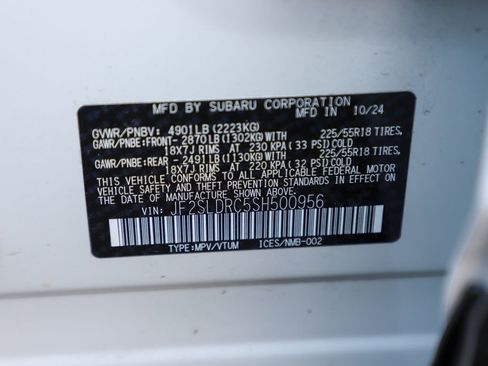 MFD BY SUBARU CORPORATION
MFD IN 10/24
GVWR/PNBV: 4901LB(2223KG)
GAWR/PNBE:FRONT- 2870LB(1302KG)WITH 225/55R18 TIRES,
18X7J RIMS AT 230 KPA(33 PSI)COLD
GAWR/PNBE:REAR - 2491LB(1130KG)WITH 225/55R18 TIRES,
18X7J RIMS AT 220 KPA(32 PSI)COLD
THIS VEHICLE CONFORMS TO ALL APPLICABLE FEDERAL MOTOR
VEHICLE SAFETY AND THEFT PREVENTION STANDARDS IN EFFECT
ON THE DATE OF MANUFACTURE SHOWN ABOVE.
VIN: JF2SLDRC5SH500956
TYPE:MPV/VTUM ICES/NMB-002